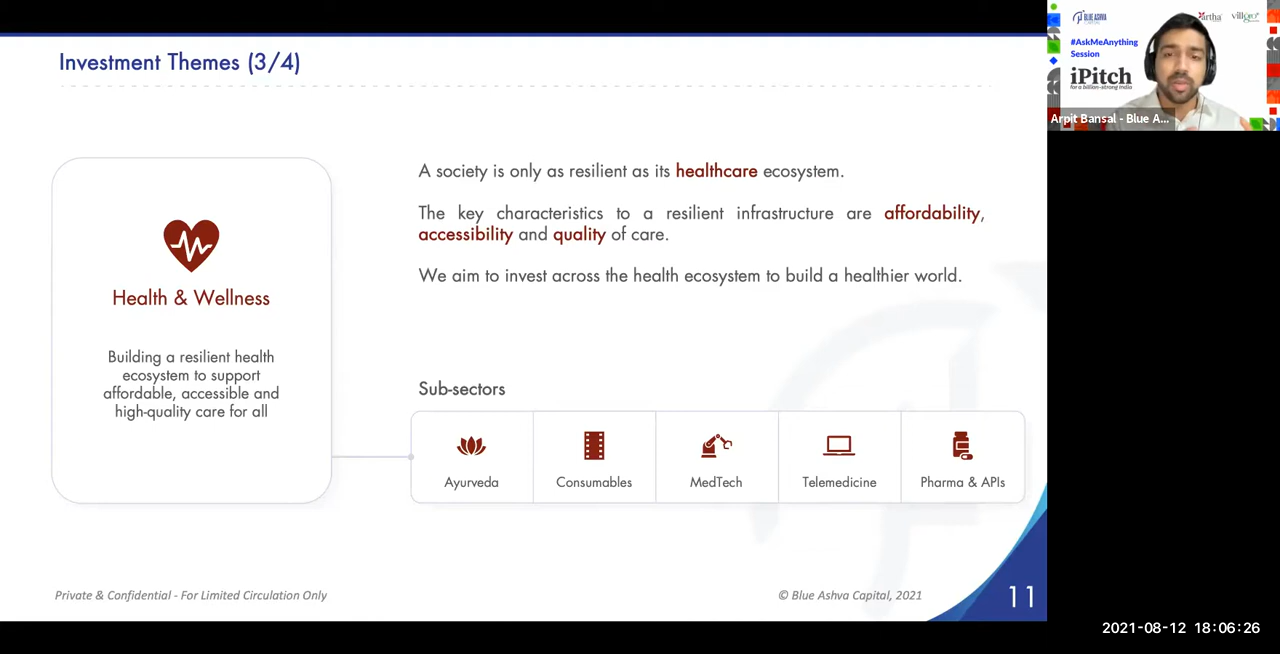 Investment Themes (3/4)
Health & Wellness
Building a resilient health
ecosystem to support
affordable, accessible and
high-quality care for all
A society is only as resilient as its healthcare ecosystem.
The key characteristics to a resilient infrastructure are affordability,
accessibility and quality of care.
We aim to invest across the health ecosystem to build a healthier world.
Sub-sectors
Ayurveda
Consumables
MedTech
Telemedicine
Pharma & APIs
Private & Confidential - For Limited Circulation Only
© Blue Ashva Capital, 2021
11
BLUE ASHVA
CAPITAL
artha
villgro
#AskMeAnything
Session
iPitch
for a billion-strong India
Arpit Bansal - Blue A...
2021-08-12 18:06:26